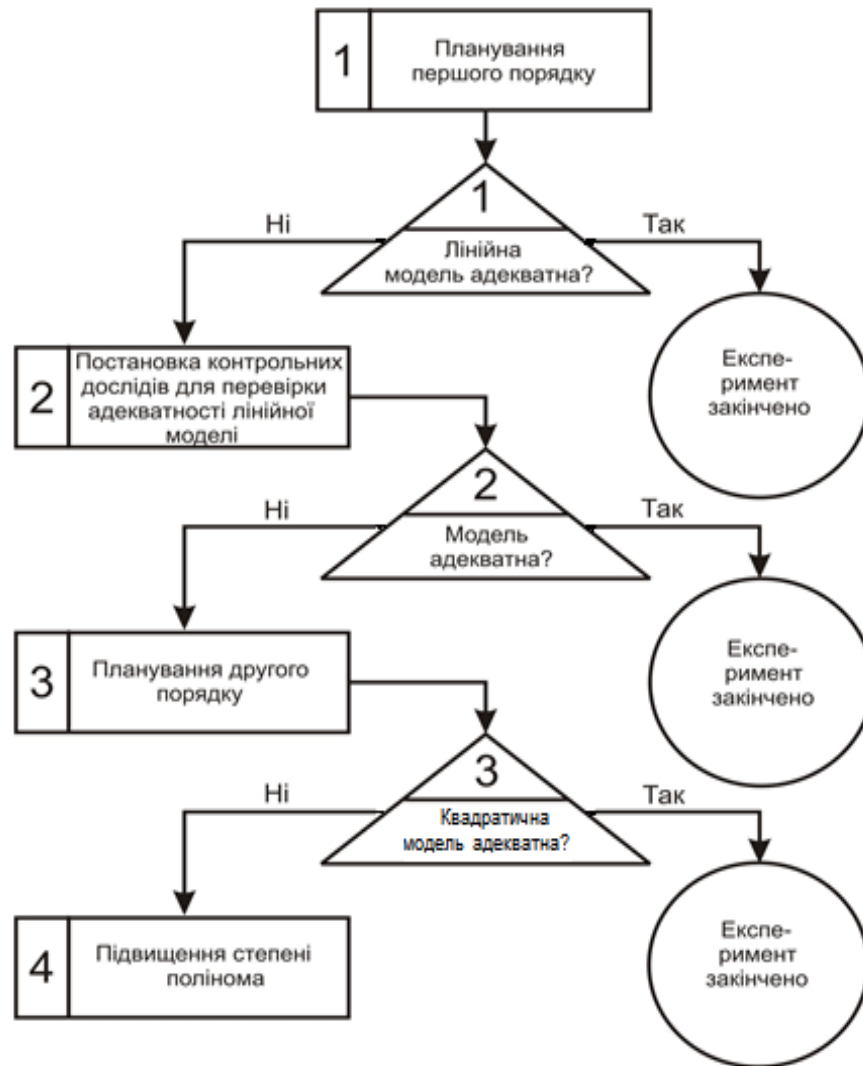 1
Планування
першого порядку
1
Ні
Так
Лінійна
модель адекватна?
2
Постановка контрольних
дослідів для перевірки
адекватності лінійної
моделі
Експе-
римент
закінчено
2
Ні
Так
Модель
адекватна?
3
Планування другого
порядку
Експе-
римент
закінчено
3
Ні
Так
Квадратична
модель адекватна?
4
Підвищення степені
полінома
Експе-
римент
закінчено